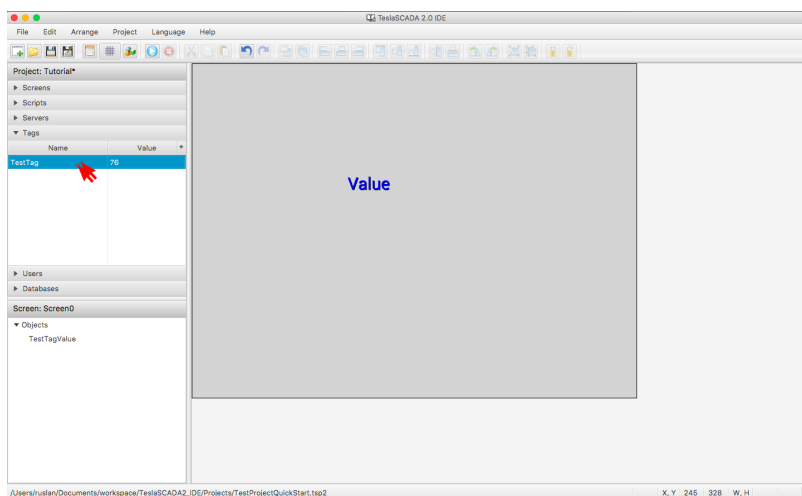 TeslaSCADA 2.0 IDE
File Edit Arrange Project Language Help
Project: Tutorial*
Screens
Scripts
Servers
Tags
Name Value +
TestTag 76
Value
Users
Databases
Screen: Screen0
Objects
TestTagValue
/Users/ruslan/Documents/workspace/TeslaSCADA2_IDE/Projects/TestProjectQuickStart.tsp2 X, Y 245 328 W, H